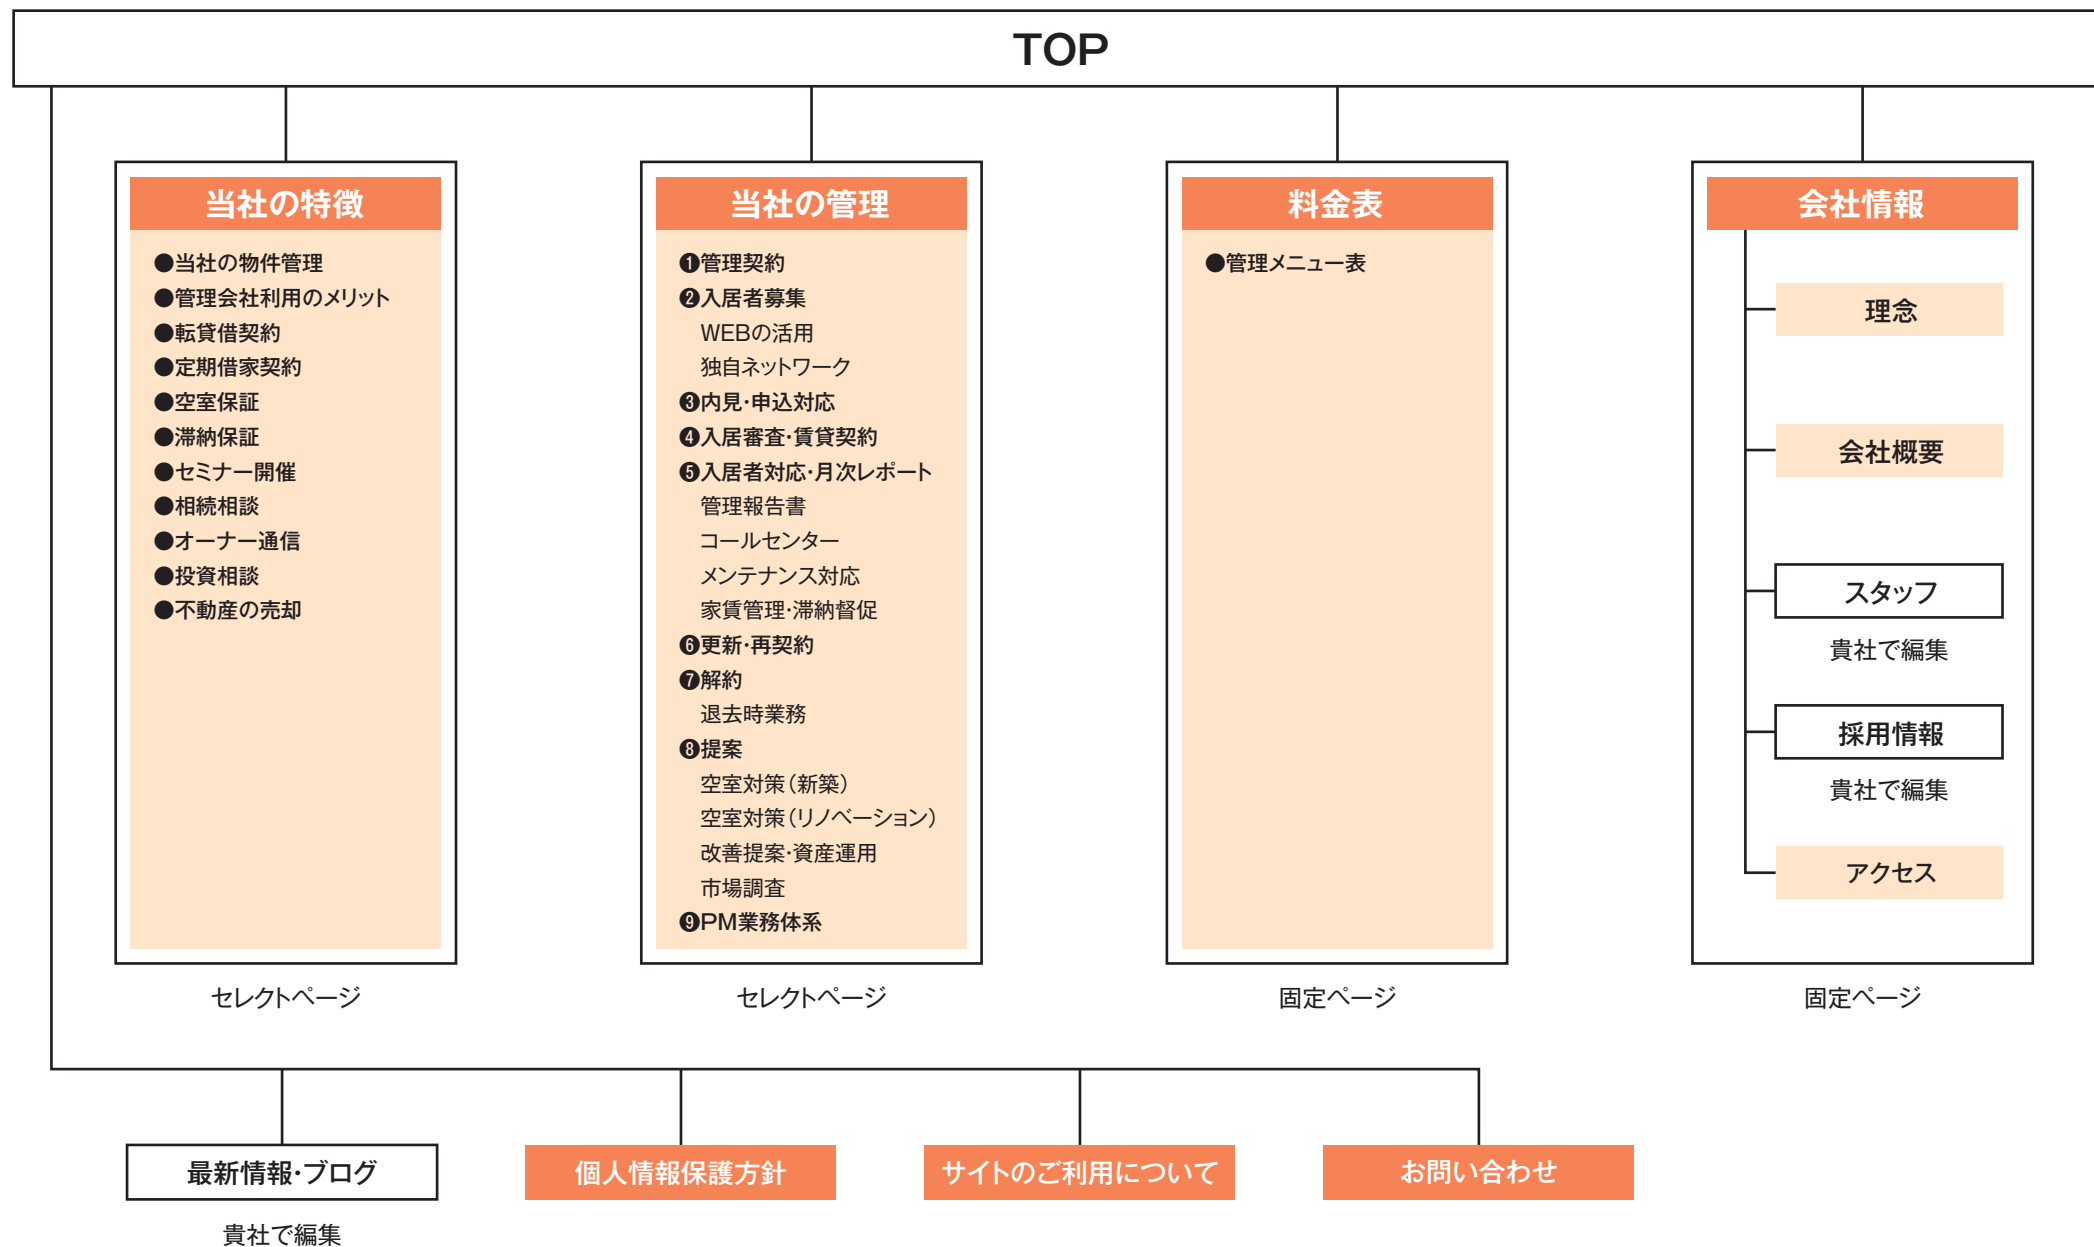 TOP
当社の特徴
●当社の物件管理
●管理会社利用のメリット
●転貸借契約
●定期借家契約
●空室保証
●滞納保証
●セミナー開催
●相続相談
●オーナー通信
●投資相談
●不動産の売却
セレクトページ
当社の管理
❶管理契約
❷入居者募集
WEBの活用
独自ネットワーク
❸内見・申込対応
❹入居審査・賃貸契約
❺入居者対応・月次レポート
管理報告書
コールセンター
メンテナンス対応
家賃管理・滞納督促
❻更新・再契約
❼解約
退去時業務
❽提案
空室対策（新築）
空室対策（リノベーション）
改善提案・資産運用
市場調査
❾PM業務体系
セレクトページ
料金表
●管理メニュー表
固定ページ
会社情報
理念
会社概要
スタッフ
貴社で編集
採用情報
貴社で編集
アクセス
固定ページ
最新情報・ブログ
貴社で編集
個人情報保護方針
サイトのご利用について
お問い合わせ